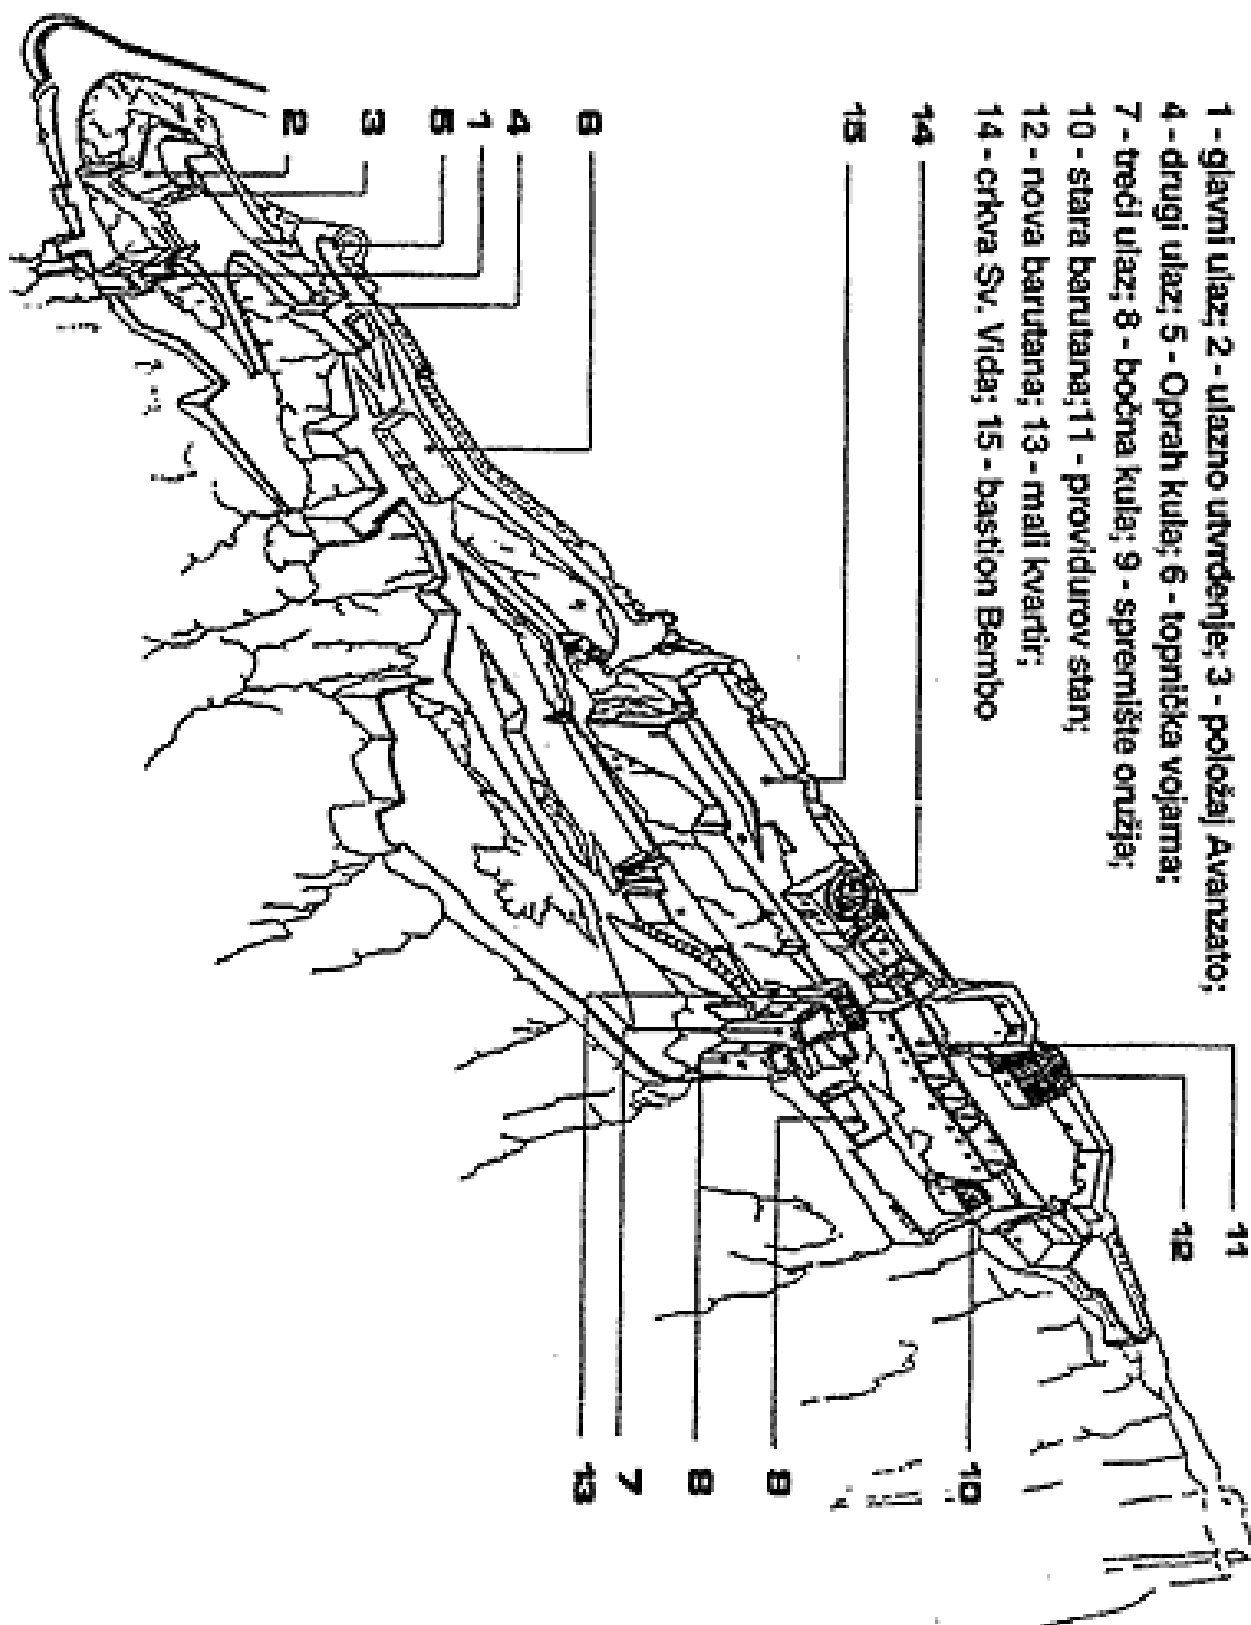 1 - glavni ulaz; 2 - ulazno utvrđenje; 3 - položaj Avanzato;
4 - drugi ulaz; 5 - Oprah kula; 6 - topnička vojarna;
7 - treći ulaz; 8 - bočna kula; 9 - spremište oružja;
10 - stara barutana;11 - providurov stan;
12 - nova barutana; 13 - mali kvartir;
14 - crkva Sv. Vida; 15 - bastion Bembo
11
12
14
15
10
9
8
7
6
13
4
1
5
3
2